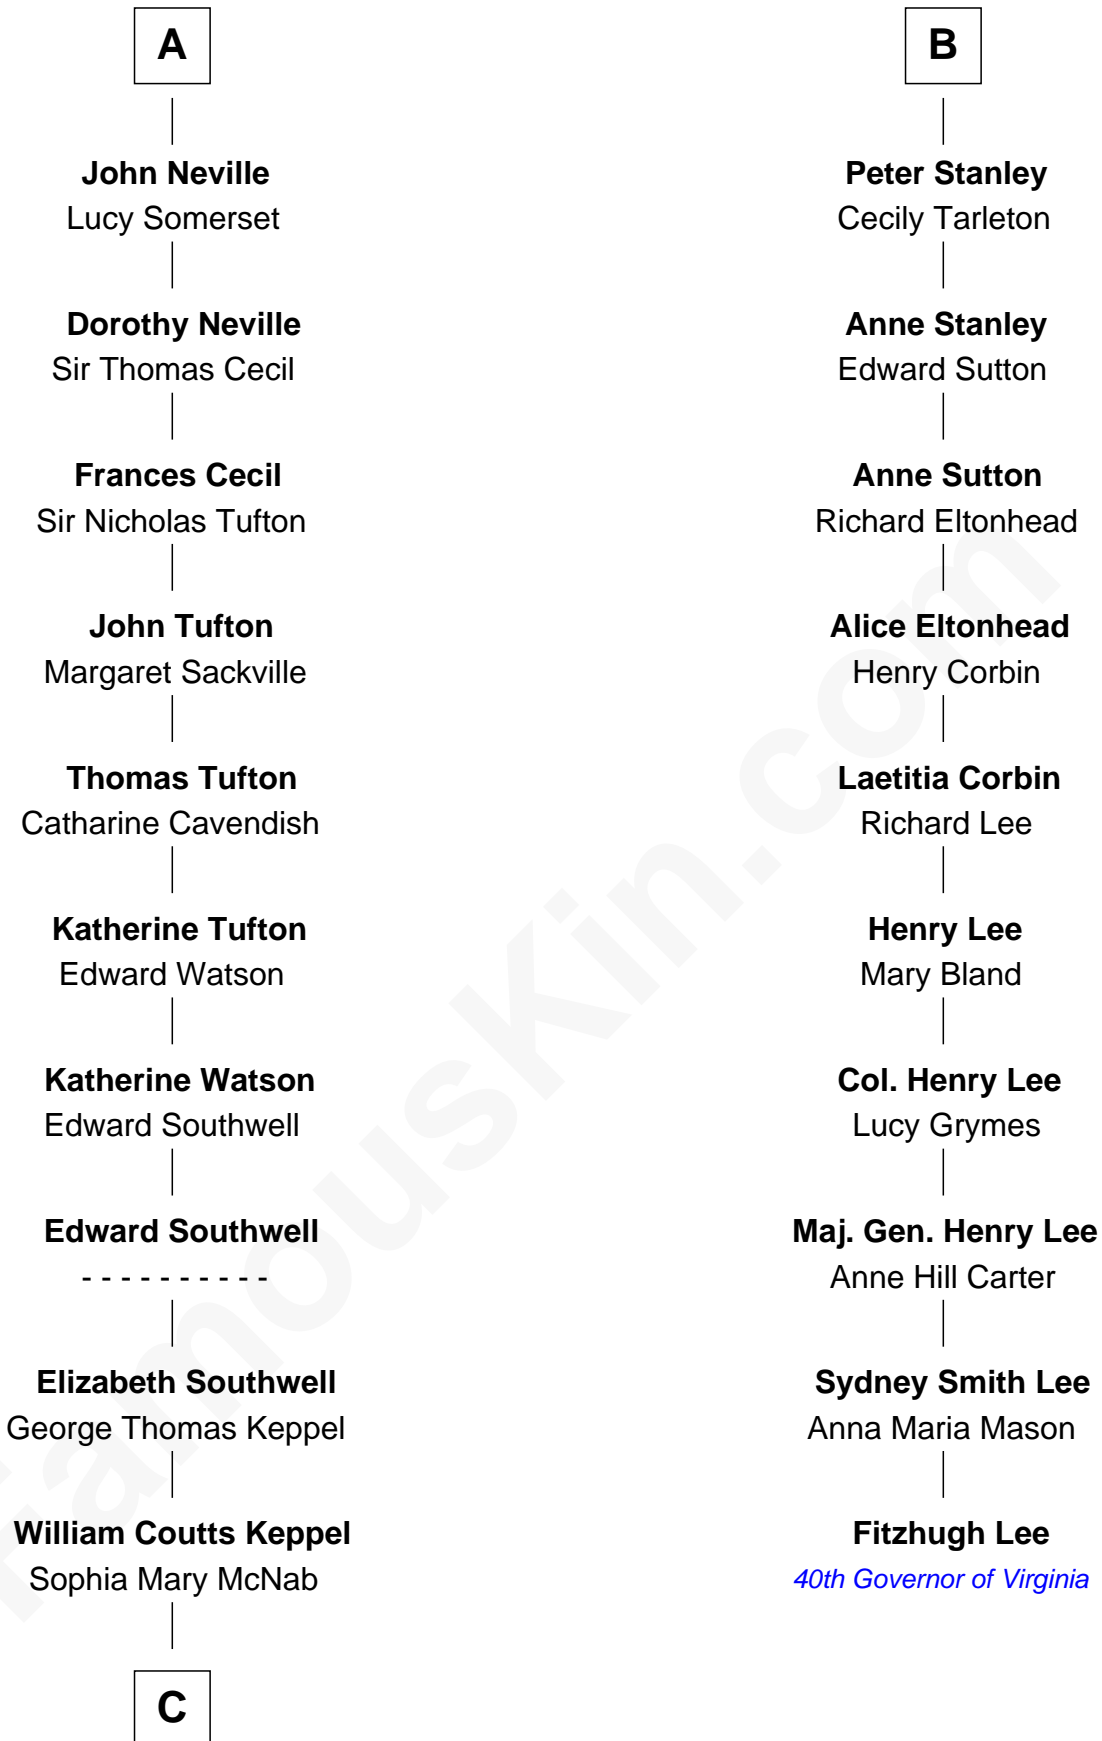 A
John Neville
Lucy Somerset
Dorothy Neville
Sir Thomas Cecil
Frances Cecil
Sir Nicholas Tufton
John Tufton
Margaret Sackville
Thomas Tufton
Catharine Cavendish
Katherine Tufton
Edward Watson
Katherine Watson
Edward Southwell
Edward Southwell
- - - - - - - - - -
Elizabeth Southwell
George Thomas Keppel
William Coutts Keppel
Sophia Mary McNab
C
B
Peter Stanley
Cecily Tarleton
Anne Stanley
Edward Sutton
Anne Sutton
Richard Eltonhead
Alice Eltonhead
Henry Corbin
Laetitia Corbin
Richard Lee
Henry Lee
Mary Bland
Col. Henry Lee
Lucy Grymes
Maj. Gen. Henry Lee
Anne Hill Carter
Sydney Smith Lee
Anna Maria Mason
Fitzhugh Lee
40th Governor of Virginia
FamousKin.com